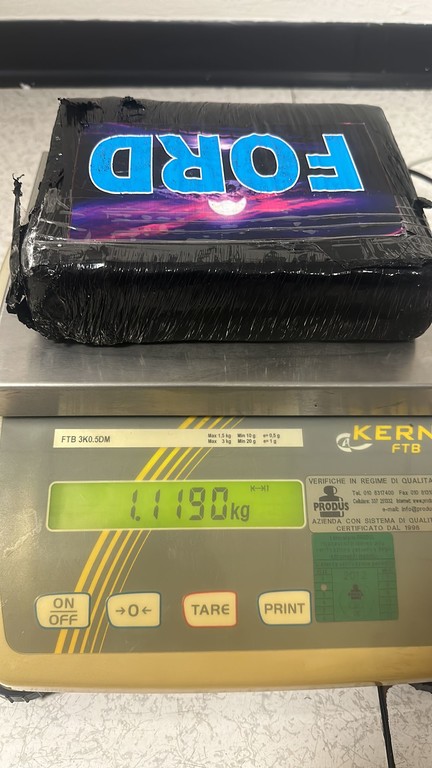 FORD
FTB 3K0.5DM
Max 1,5 kg Min 10 g e= 0,5 g
Max 3 kg Min 20 g e= 1 g
KERN
FTB
1.1190 kg
VERIFICHE IN REGIME DI QUALITA
PRODUS
AZIENDA CON SISTEMA DI QUALIT
CERTIFICATO DAL 1996
ON
OFF
→0←
TARE
PRINT